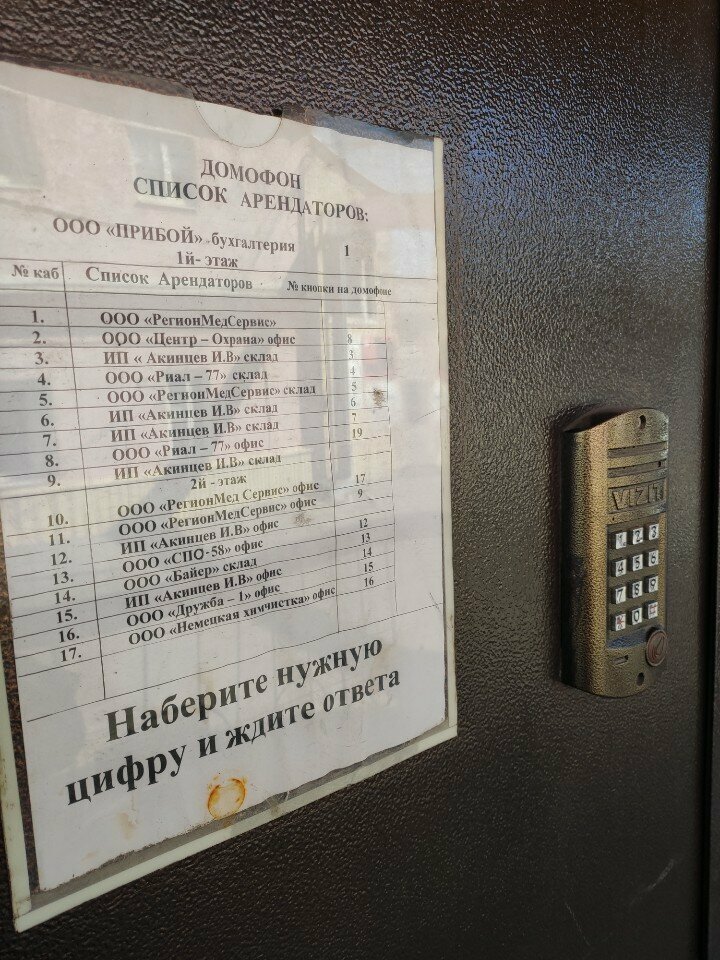 ДОМОФОН
СПИСОК АРЕНДАТОРОВ:
ООО «ПРИБОЙ» -бухгалтерия 1
1й- этаж
№ каб Список Арендаторов № кнопки на домофоне
1. ООО «РегионМедСервис»
2. ООО «Центр – Охрана» офис 8
3. ИП « Акинцев И.В» склад 3
4. ООО «Риал – 77» склад 4
5. ООО «РегионМедСервис» склад 5
6. ИП «Акинцев И.В» склад 6
7. ИП «Акинцев И.В» склад 7
8. ООО «Риал – 77» офис 19
9. ИП «Акинцев И.В» склад
2й - этаж
10. ООО «РегионМед Сервис» офис 17
11. ООО «РегионМедСервис» офис 9
12. ИП «Акинцев И.В» офис
13. ООО «СПО-58» офис 12
14. ООО «Байер» склад 13
15. ИП «Акинцев И.В» офис 14
16. ООО «Дружба – 1» офис 15
17. ООО «Немецкая химчистка» офис 16
Наберите нужную
цифру и ждите ответа
VIZIT
1 2 3
4 5 6
7 8 9
* 0 #